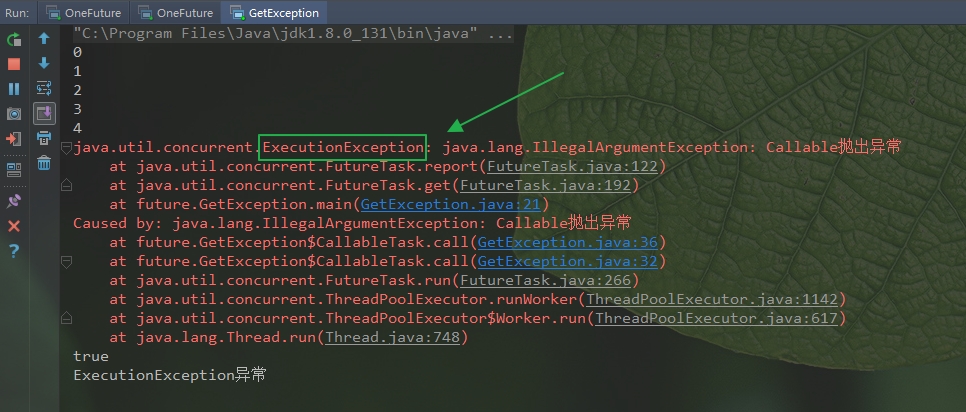 Run: OneFuture OneFuture GetException
"C:\Program Files\Java\jdk1.8.0_131\bin\java" ...
0
1
2
3
4
java.util.concurrent.ExecutionException: java.lang.IllegalArgumentException: Callable抛出异常
at java.util.concurrent.FutureTask.report(FutureTask.java:122)
at java.util.concurrent.FutureTask.get(FutureTask.java:192)
at future.GetException.main(GetException.java:21)
Caused by: java.lang.IllegalArgumentException: Callable抛出异常
at future.GetException$CallableTask.call(GetException.java:36)
at future.GetException$CallableTask.call(GetException.java:32)
at java.util.concurrent.FutureTask.run(FutureTask.java:266)
at java.util.concurrent.ThreadPoolExecutor.runWorker(ThreadPoolExecutor.java:1142)
at java.util.concurrent.ThreadPoolExecutor$Worker.run(ThreadPoolExecutor.java:617)
at java.lang.Thread.run(Thread.java:748)
true
ExecutionException异常